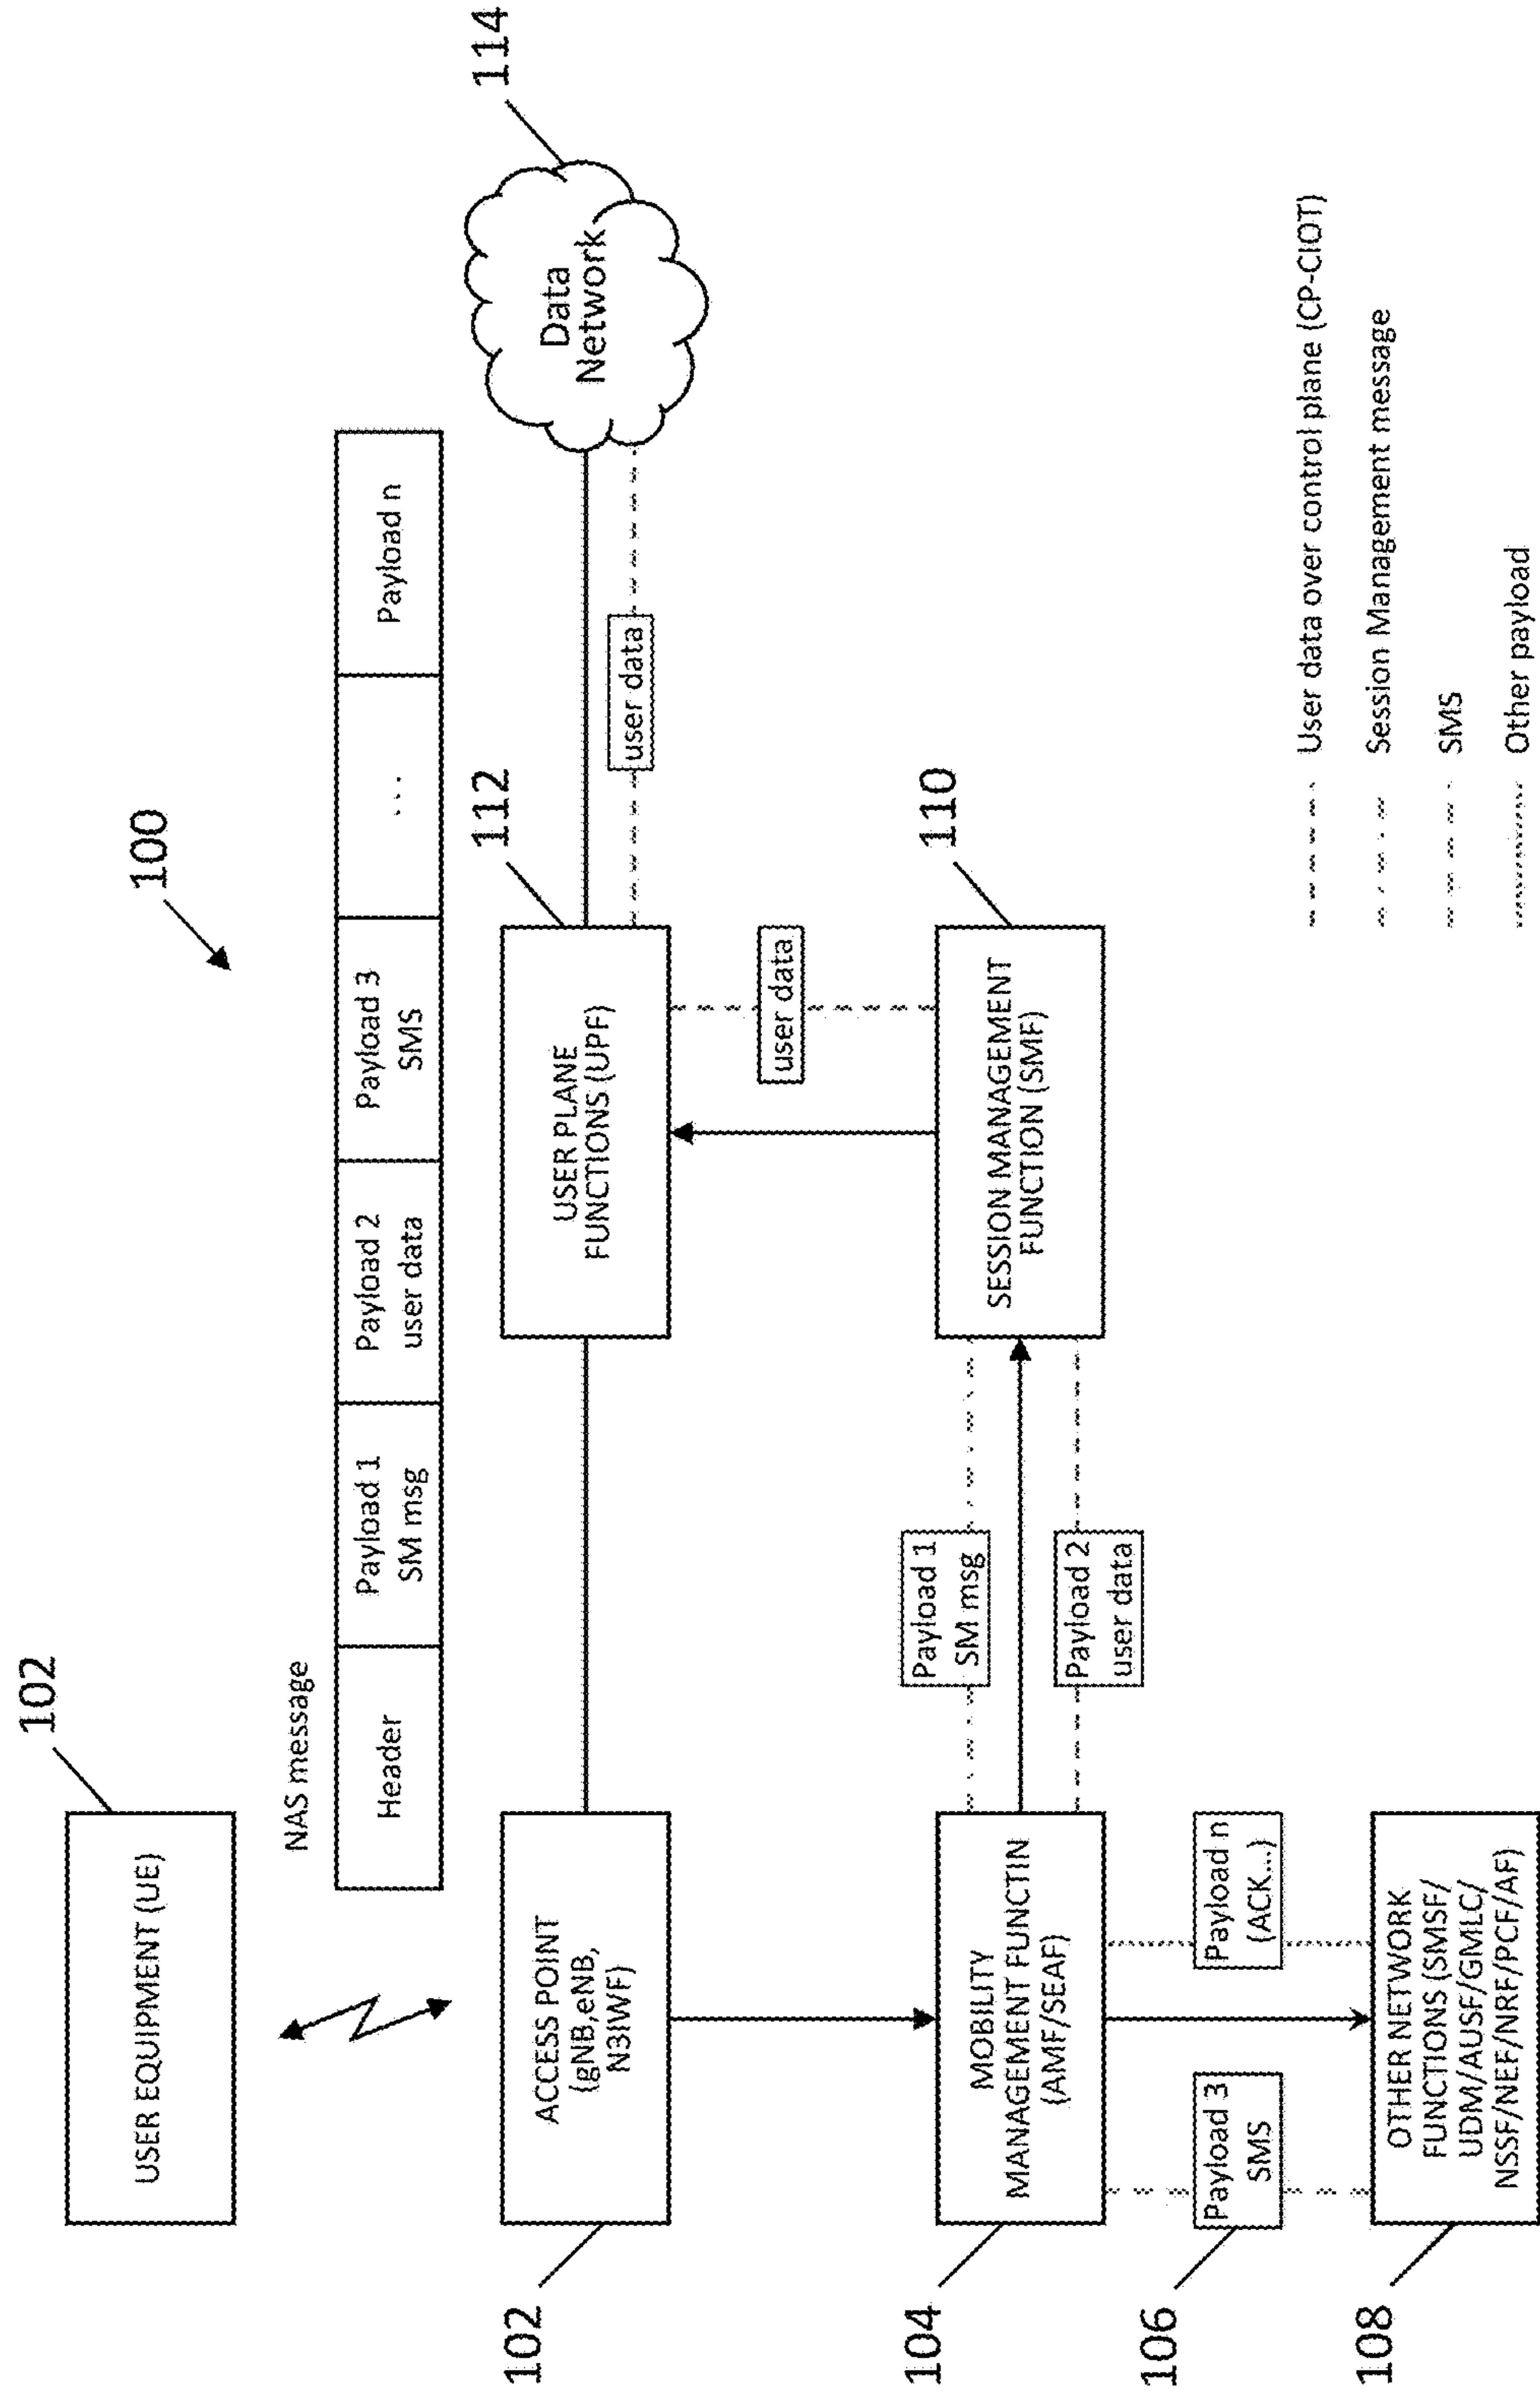 100
102
USER EQUIPMENT (UE)
NAS message
Header
Payload 1
SM msg
Payload 2
user data
Payload 3
SMS
...
Payload n
102
ACCESS POINT
(gNB,eNB,
N3IWF)
112
USER PLANE
FUNCTIONS (UPF)
user data
114
Data
Network
user data
104
MOBILITY
MANAGEMENT FUNCTIN
(AMF/SEAF)
Payload 1
SM msg
Payload 2
user data
110
SESSION MANAGEMENT
FUNCTION (SMF)
106
Payload 3
SMS
Payload n
(ACK...)
108
OTHER NETWORK
FUNCTIONS (SMSF/
UDM/AUSF/GMLC/
NSSF/NEF/NRF/PCF/AF)
User data over control plane (CP-CIOT)
Session Management message
SMS
Other payload